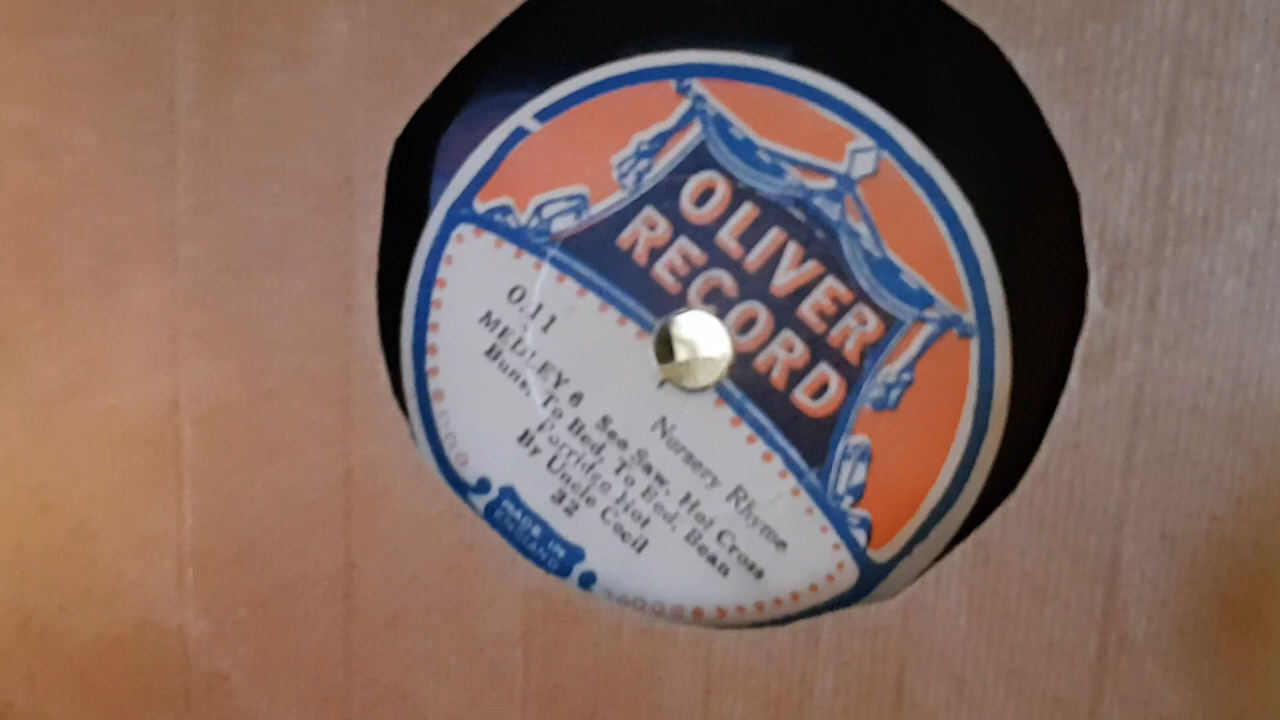 OLIVER
RECORD
0.11
Nursery Rhyme
MEDLEY 6 See Saw, Hot Cross
Buns, To Bed, To Bed, Bean
Porridge Hot
By Uncle Cecil
32
MADE IN
ENGLAND